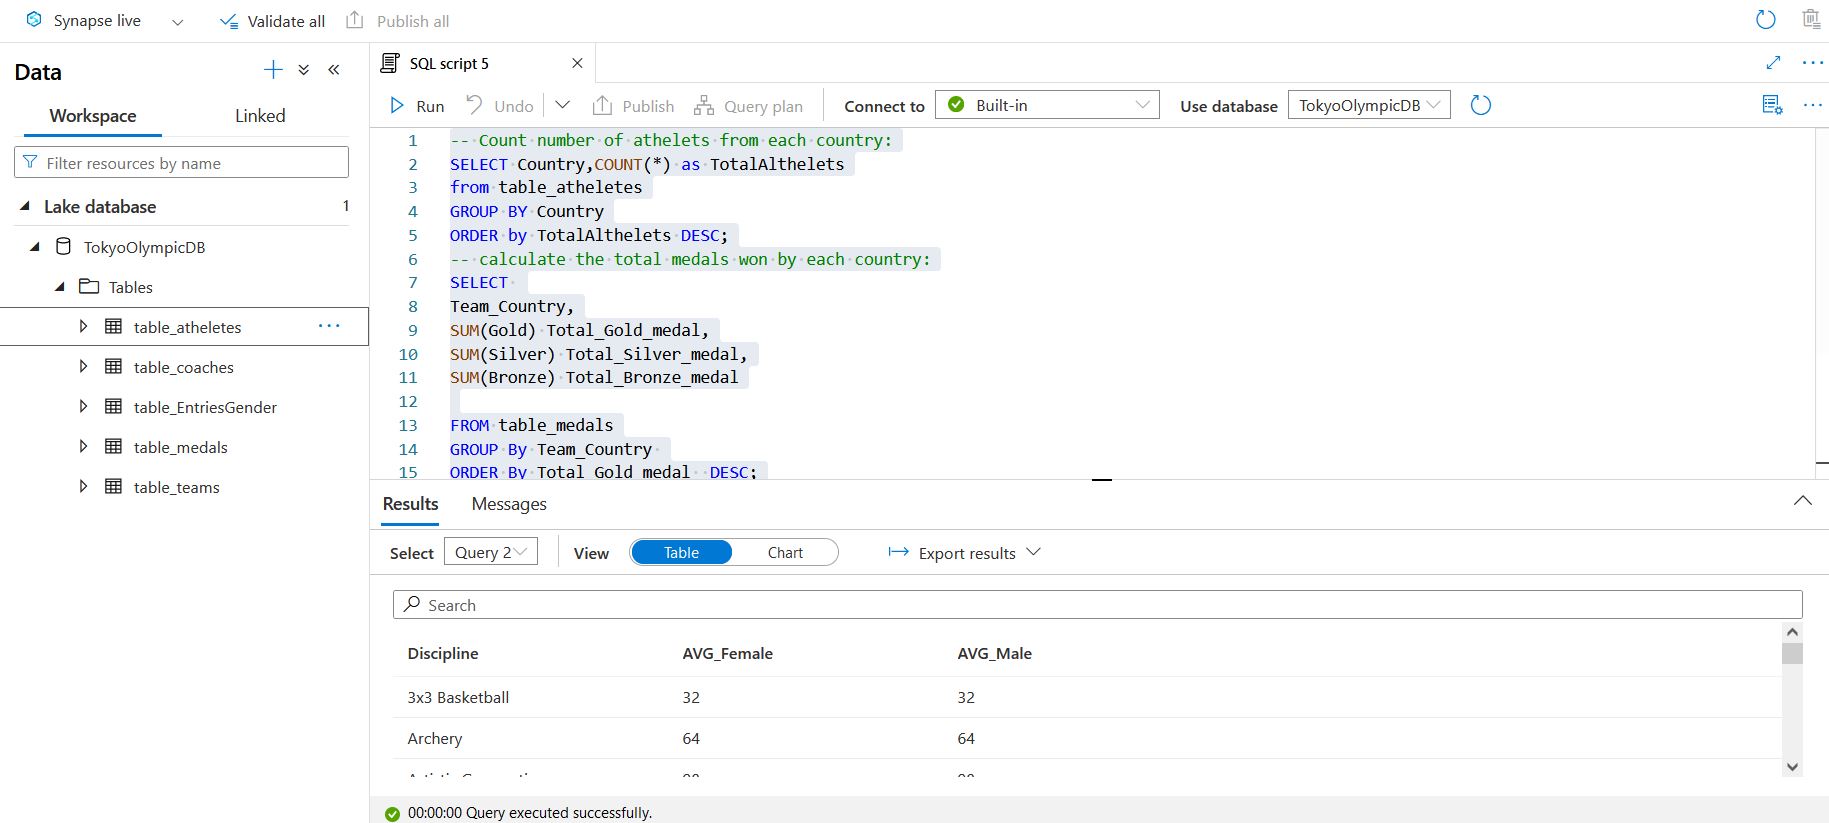 Synapse live Validate all Publish all
Data
Workspace Linked
Filter resources by name
Lake database 1
TokyoOlympicDB
Tables
table_atheletes ...
table_coaches
table_EntriesGender
table_medals
table_teams
SQL script 5
Run Undo Publish Query plan Connect to Built-in Use database TokyoOlympicDB
1 -- Count number of athelets from each country:
2 SELECT Country,COUNT(*) as TotalAlthelets
3 from table_atheletes
4 GROUP BY Country
5 ORDER by TotalAlthelets DESC;
6 -- calculate the total medals won by each country:
7 SELECT
8 Team_Country,
9 SUM(Gold) Total_Gold_medal,
10 SUM(Silver) Total_Silver_medal,
11 SUM(Bronze) Total_Bronze_medal
12
13 FROM table_medals
14 GROUP By Team_Country
15 ORDER By Total_Gold_medal DESC;
Results Messages
Select Query 2 View Table Chart Export results
Search
Discipline AVG_Female AVG_Male
3x3 Basketball 32 32
Archery 64 64
00:00:00 Query executed successfully.